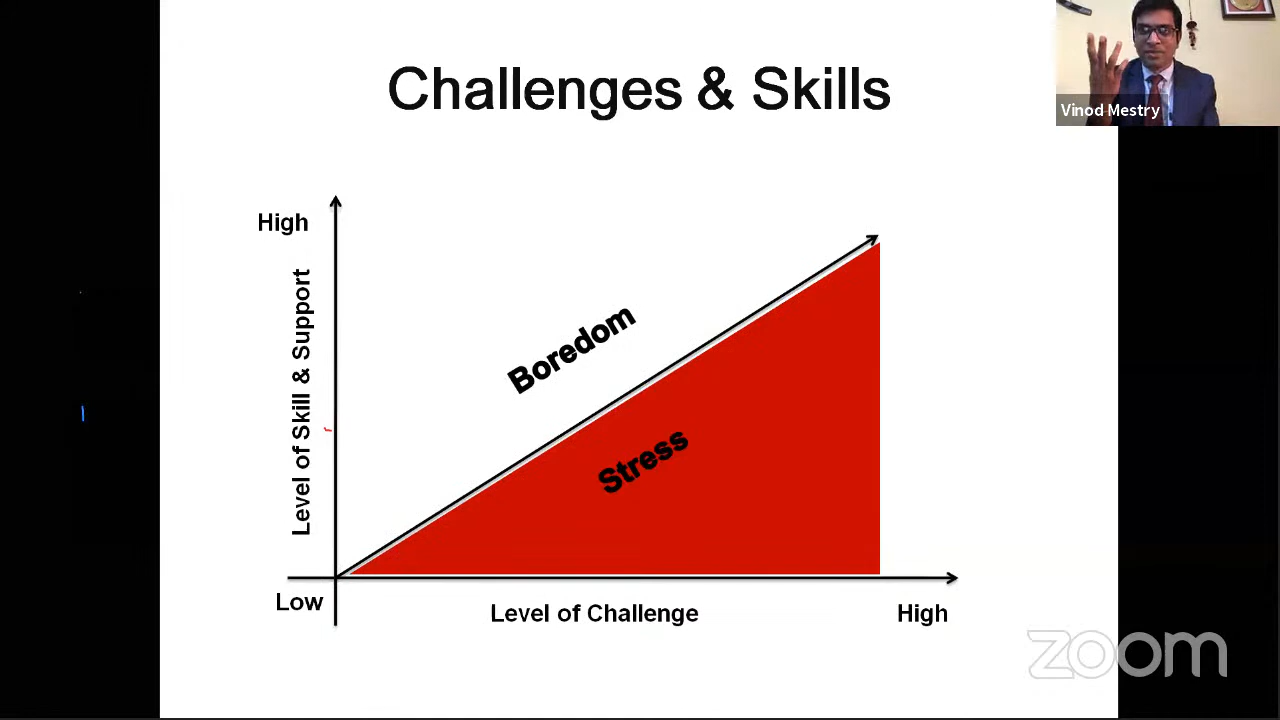 Challenges & Skills
Vinod Mestry
High
Level of Skill & Support
Boredom
Stress
Low
Level of Challenge
High
zoom